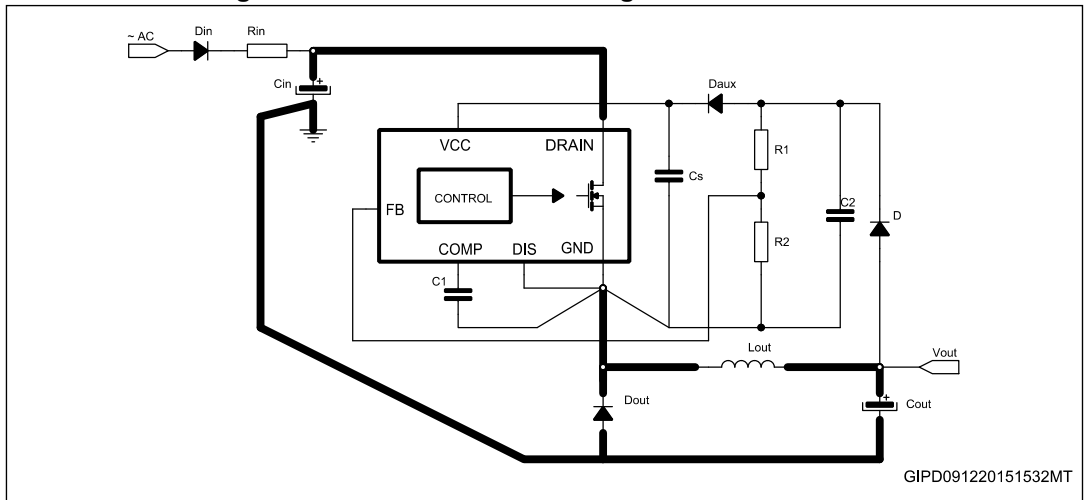 ~ AC
Din
Rin
Cin
+
Daux
VCC
DRAIN
R1
Cs
CONTROL
FB
C2
D
R2
COMP
DIS
GND
C1
Lout
Vout
Dout
+
Cout
GIPD091220151532MT